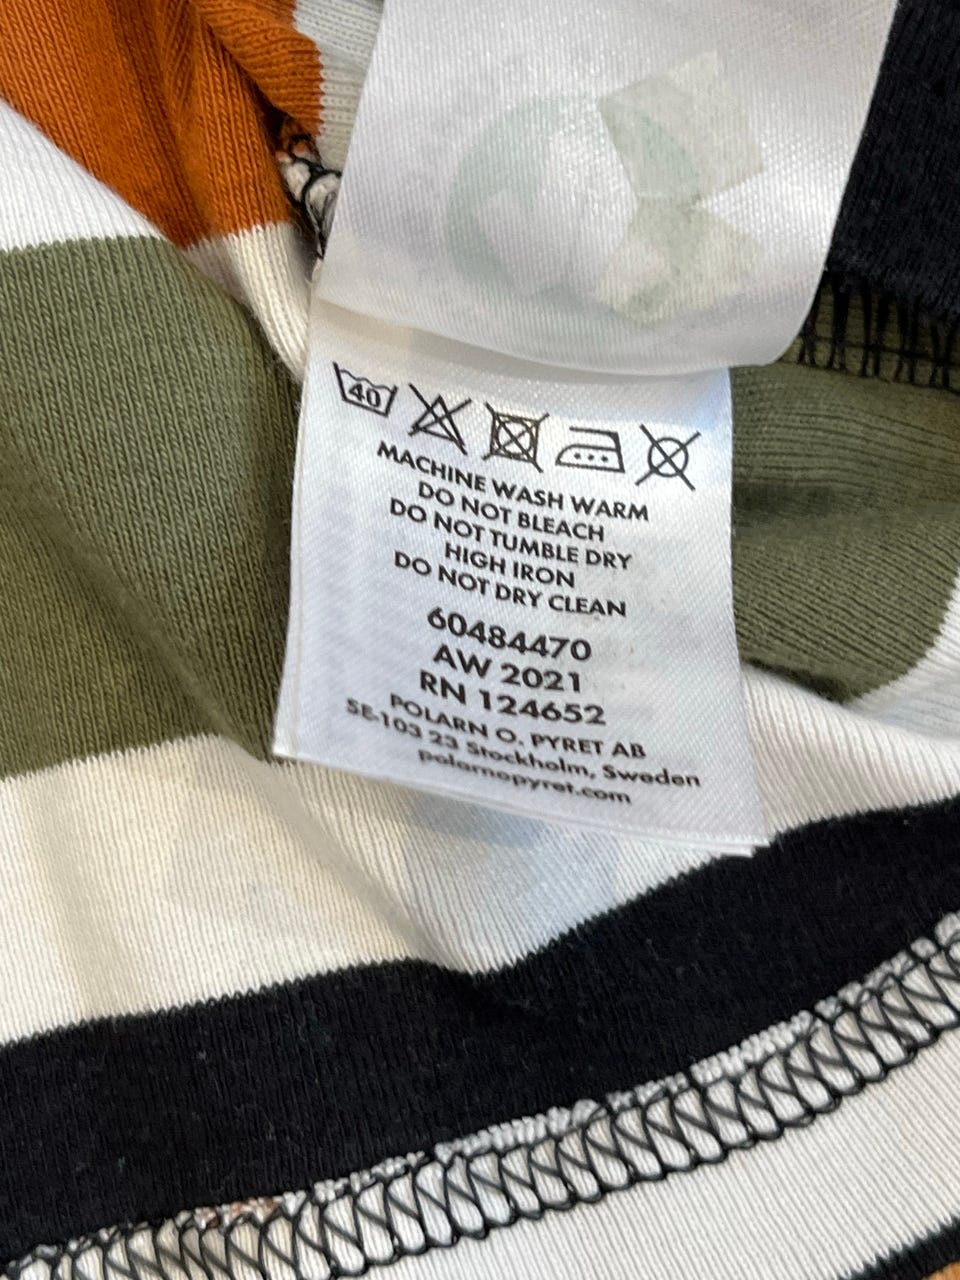 40
MACHINE WASH WARM
DO NOT BLEACH
DO NOT TUMBLE DRY
HIGH IRON
DO NOT DRY CLEAN
60484470
AW 2021
RN 124652
POLARN O. PYRET AB
SE-103 23 Stockholm, Sweden
polarnopyret.com